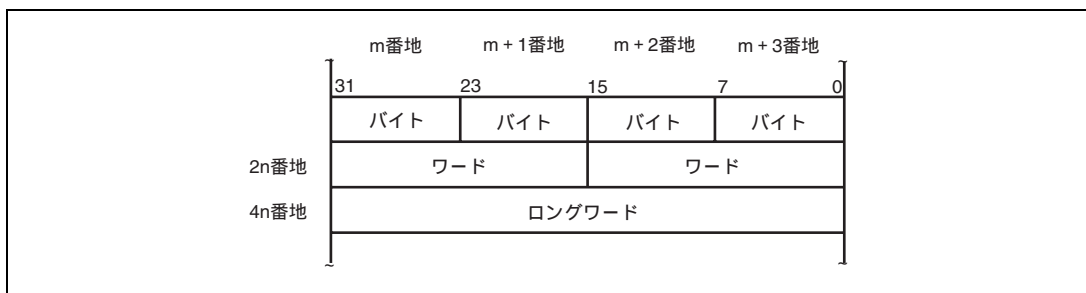 m番地 m + 1番地 m + 2番地 m + 3番地
31 23 15 7 0
バイト バイト バイト バイト
2n番地 ワード ワード
4n番地 ロングワード